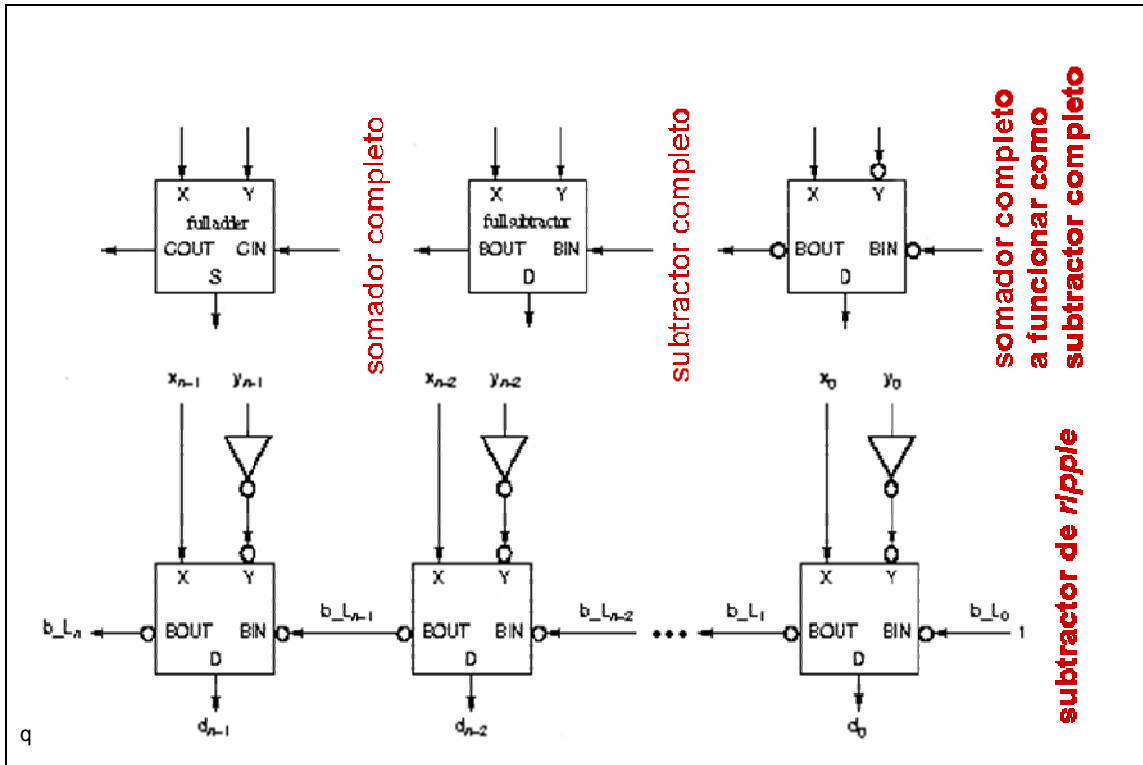 X Y
full adder
COUT CIN
S
somador completo
X Y
full subtractor
BOUT BIN
D
subtractor completo
X Y
BOUT BIN
D
somador completo
a funcionar como
subtractor completo
xn–1 yn–1
xn–2 yn–2
x0 y0
X Y
BOUT BIN
D
X Y
BOUT BIN
D
X Y
BOUT BIN
D
b_Ln
b_Ln–1
b_Ln–2
•••
b_L1
b_L0
1
dn–1
dn–2
d0
subtractor de ripple
q